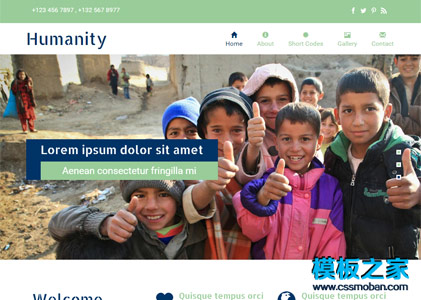 +123 456 7897 , +132 567 8977
Humanity
Home About Short Codes Gallery Contact
Lorem ipsum dolor sit amet
Aenean consectetur fringilla mi
模板之家
www.cssmoban.com
Welcome
Quisque tempus orci
Quisque tempus orci